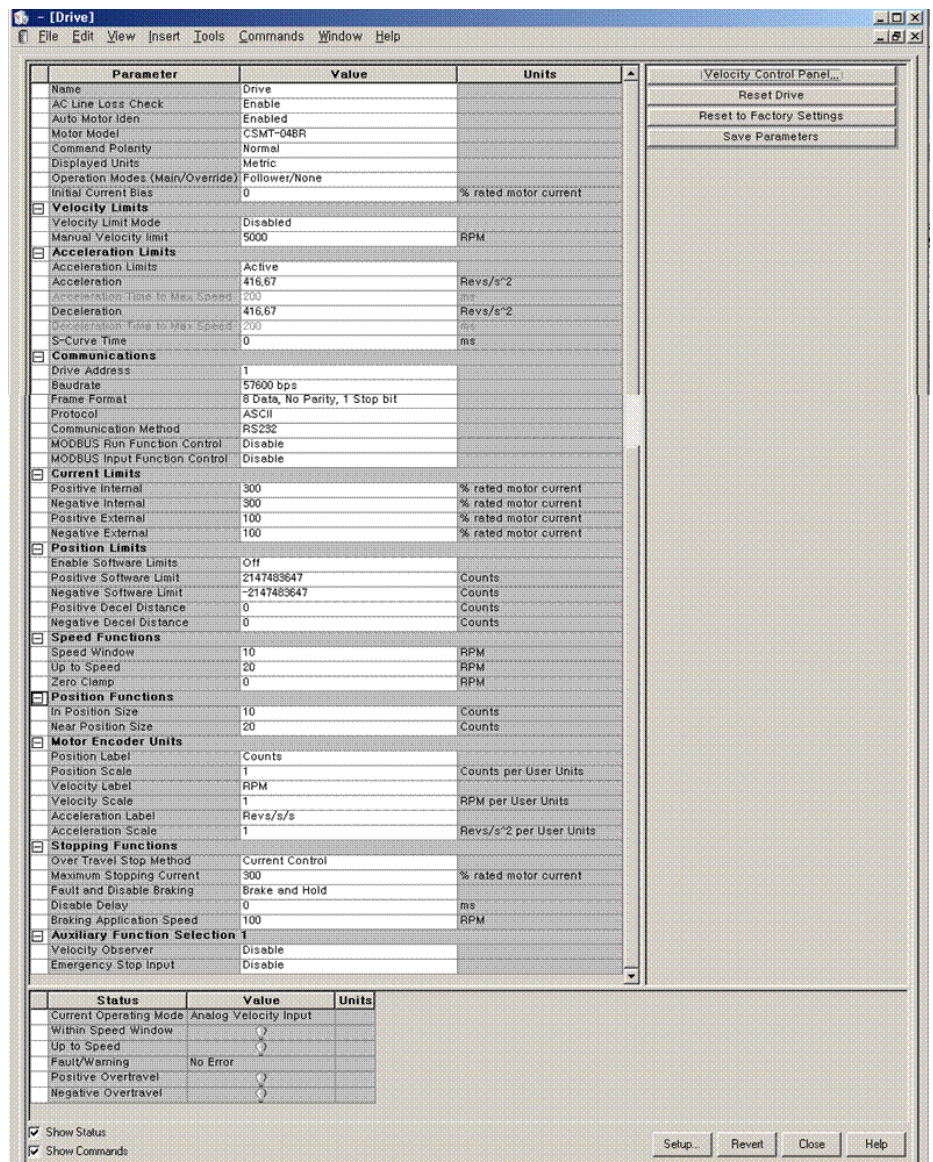 - [Drive]
File Edit View Insert Tools Commands Window Help
Parameter Value Units
Name Drive
AC Line Loss Check Enable
Auto Motor Iden Enabled
Motor Model CSMT-04BR
Command Polarity Normal
Displayed Units Metric
Operation Modes (Main/Override) Follower/None
Initial Current Bias 0 % rated motor current
Velocity Limits
Velocity Limit Mode Disabled
Manual Velocity limit 5000 RPM
Acceleration Limits
Acceleration Limits Active
Acceleration 416,67 Revs/s^2
Acceleration Time to Max Speed 200 ms
Deceleration 416,67 Revs/s^2
Deceleration Time to Max Speed 200 ms
S-Curve Time 0 ms
Communications
Drive Address 1
Baudrate 57600 bps
Frame Format 8 Data, No Parity, 1 Stop bit
Protocol ASCII
Communication Method RS232
MODBUS Run Function Control Disable
MODBUS Input Function Control Disable
Current Limits
Positive Internal 300 % rated motor current
Negative Internal 300 % rated motor current
Positive External 100 % rated motor current
Negative External 100 % rated motor current
Position Limits
Enable Software Limits Off
Positive Software Limit 2147483647 Counts
Negative Software Limit -2147483647 Counts
Positive Decel Distance 0 Counts
Negative Decel Distance 0 Counts
Speed Functions
Speed Window 10 RPM
Up to Speed 20 RPM
Zero Clamp 0 RPM
Position Functions
In Position Size 10 Counts
Near Position Size 20 Counts
Motor Encoder Units
Position Label Counts
Position Scale 1 Counts per User Units
Velocity Label RPM
Velocity Scale 1 RPM per User Units
Acceleration Label Revs/s/s
Acceleration Scale 1 Revs/s^2 per User Units
Stopping Functions
Over Travel Stop Method Current Control
Maximum Stopping Current 300 % rated motor current
Fault and Disable Braking Brake and Hold
Disable Delay 0 ms
Braking Application Speed 100 RPM
Auxiliary Function Selection 1
Velocity Observer Disable
Emergency Stop Input Disable
Velocity Control Panel,,,
Reset Drive
Reset to Factory Settings
Save Parameters
Status Value Units
Current Operating Mode Analog Velocity Input
Within Speed Window
Up to Speed
Fault/Warning No Error
Positive Overtravel
Negative Overtravel
Show Status
Show Commands
Setup... Revert Close Help